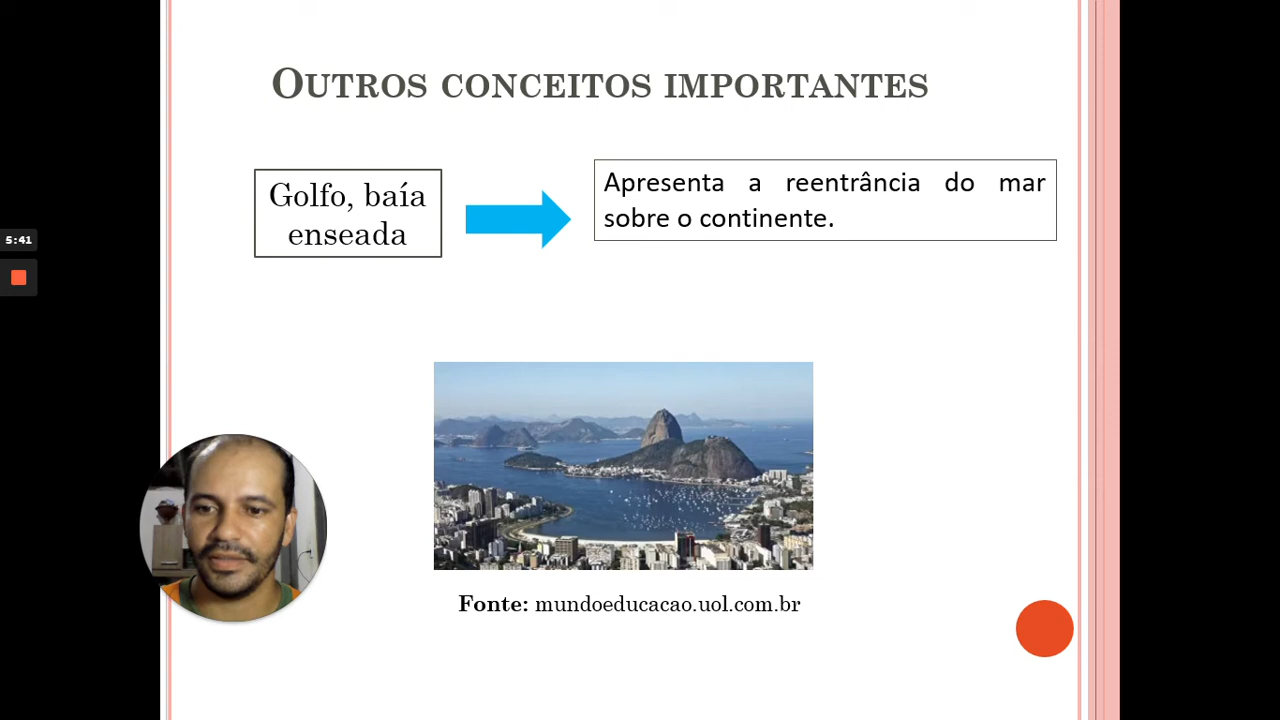 OUTROS CONCEITOS IMPORTANTES
Golfo, baía
enseada
Apresenta a reentrância do mar
sobre o continente.
5:41
Fonte: mundoeducacao.uol.com.br